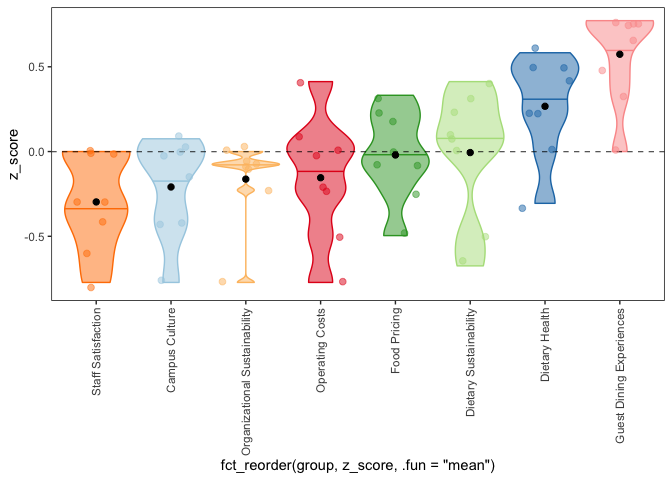 z_score
0.5
0.0
-0.5
Staff Satisfaction
Campus Culture
Organizational Sustainability
Operating Costs
Food Pricing
Dietary Sustainability
Dietary Health
Guest Dining Experiences
fct_reorder(group, z_score, .fun = "mean")